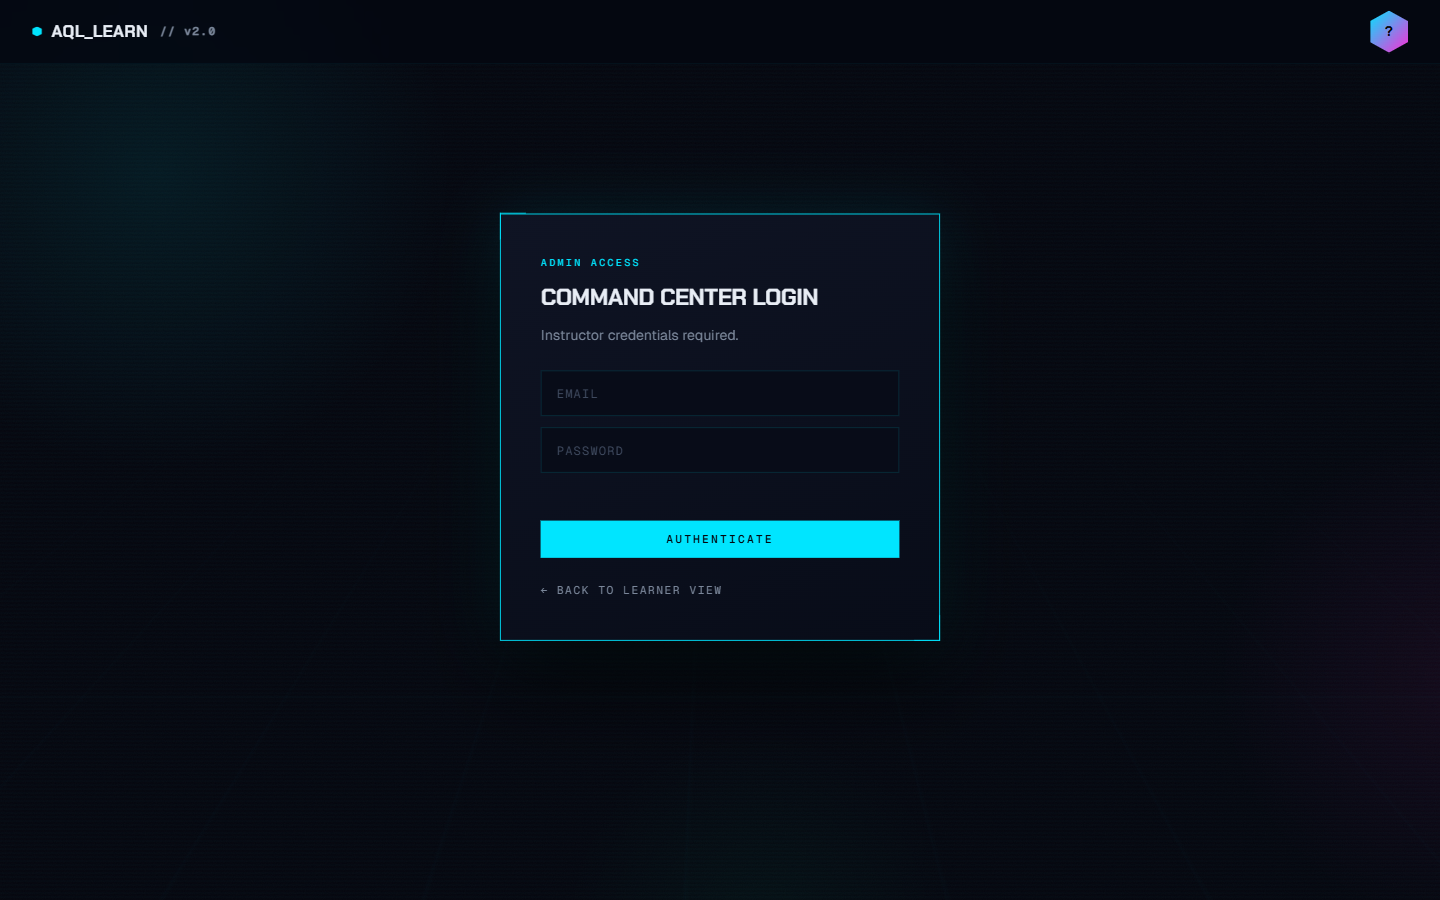 AQL_LEARN // v2.0
?
ADMIN ACCESS
COMMAND CENTER LOGIN
Instructor credentials required.
EMAIL
PASSWORD
AUTHENTICATE
← BACK TO LEARNER VIEW